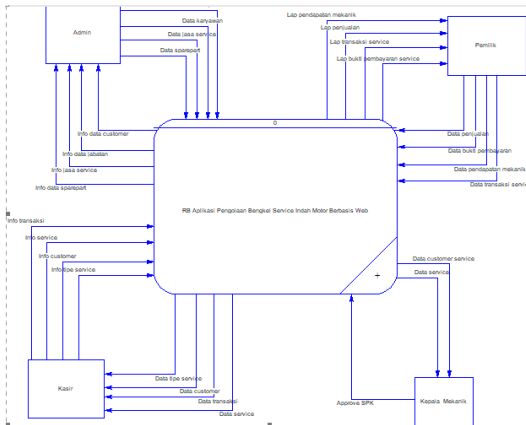 Admin
Data karyawan
Data jasa service
Data sparepart
Lap pendapatan mekanik
Lap penjualan
Lap transaksi service
Lap bukti pembayaran service
Pemilik
0
Info data customer
Info data jabatan
Info jasa service
Info data sparepart
Data penjualan
Data bukti pembayaran
Data pendapatan mekanik
Data transaksi servic
RB Aplikasi Pengolaan Bengkel Service Indah Motor Berbasis Web
Info transaksi
Info service
Info customer
Info tipe service
Data customer service
Data service
Kasir
Data tipe service
Data customer
Data transaksi
Data service
Approve SPK
Kapala Mekanik